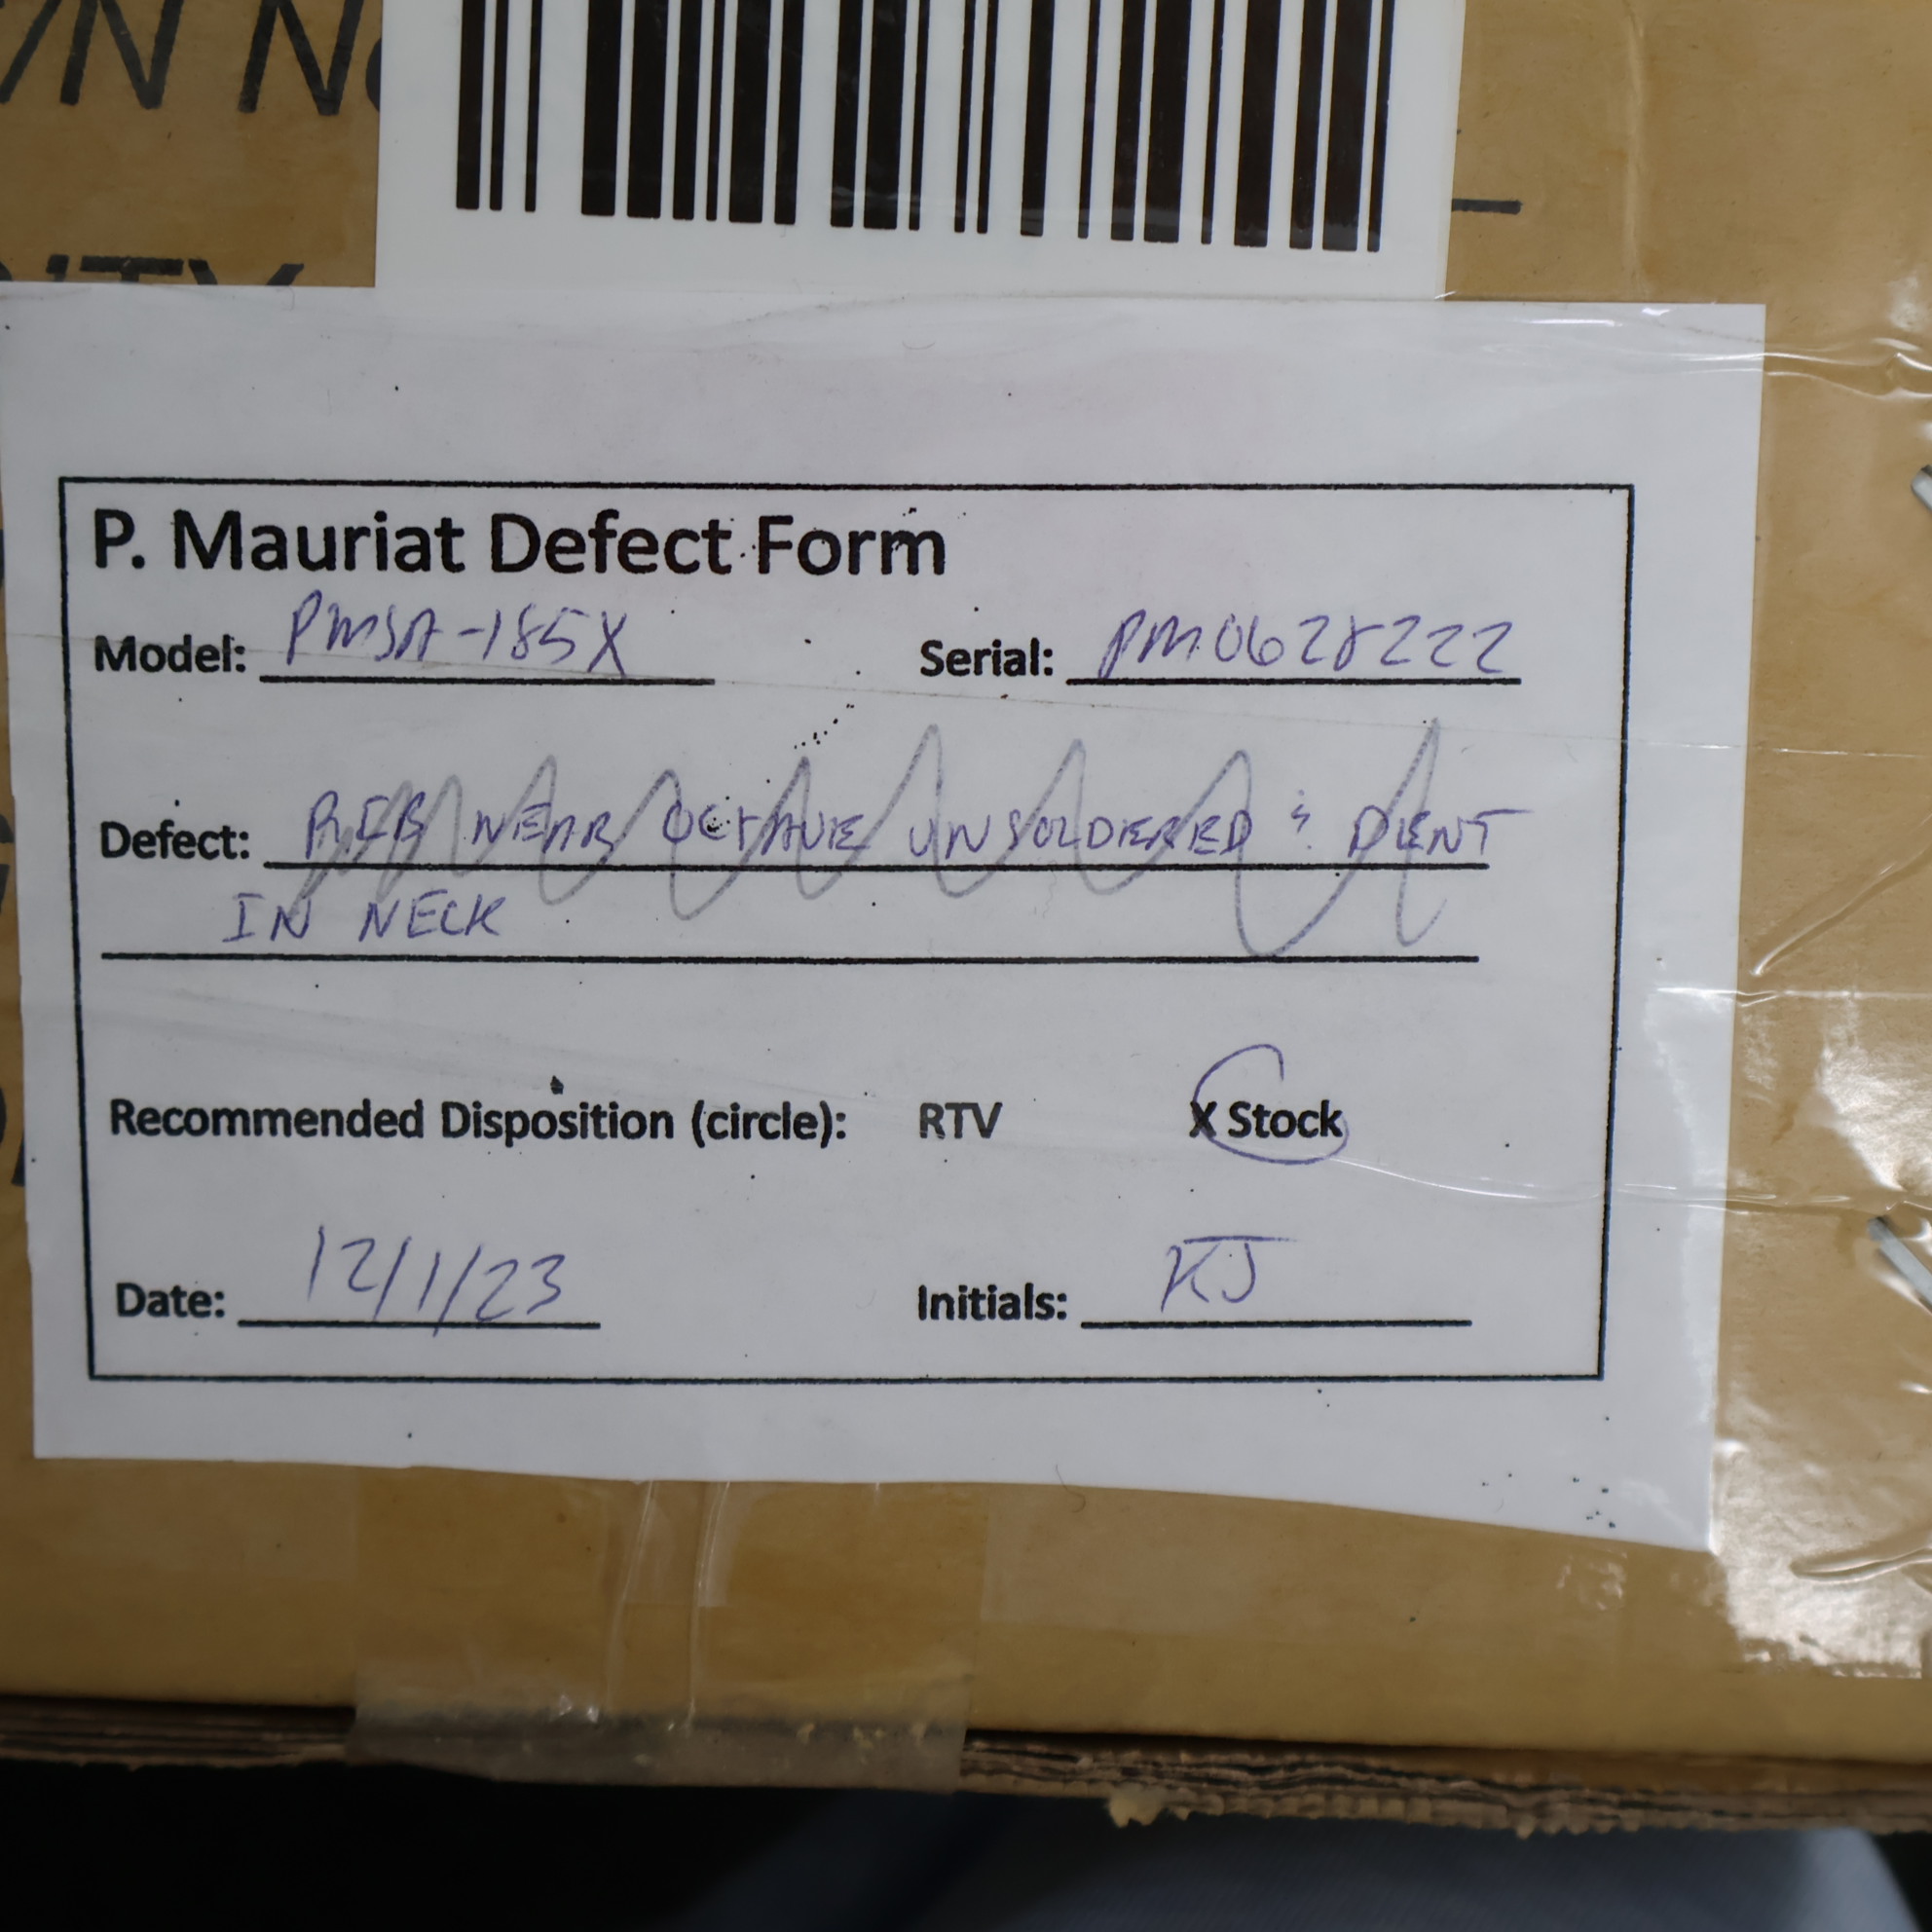 P. Mauriat Defect Form
Model: PMSA-185X Serial: PM0628222
Defect: RIB NEAR OCTAVE UNSOLDERED & DENT
IN NECK
Recommended Disposition (circle): RTV X Stock
Date: 12/1/23 Initials: KJ